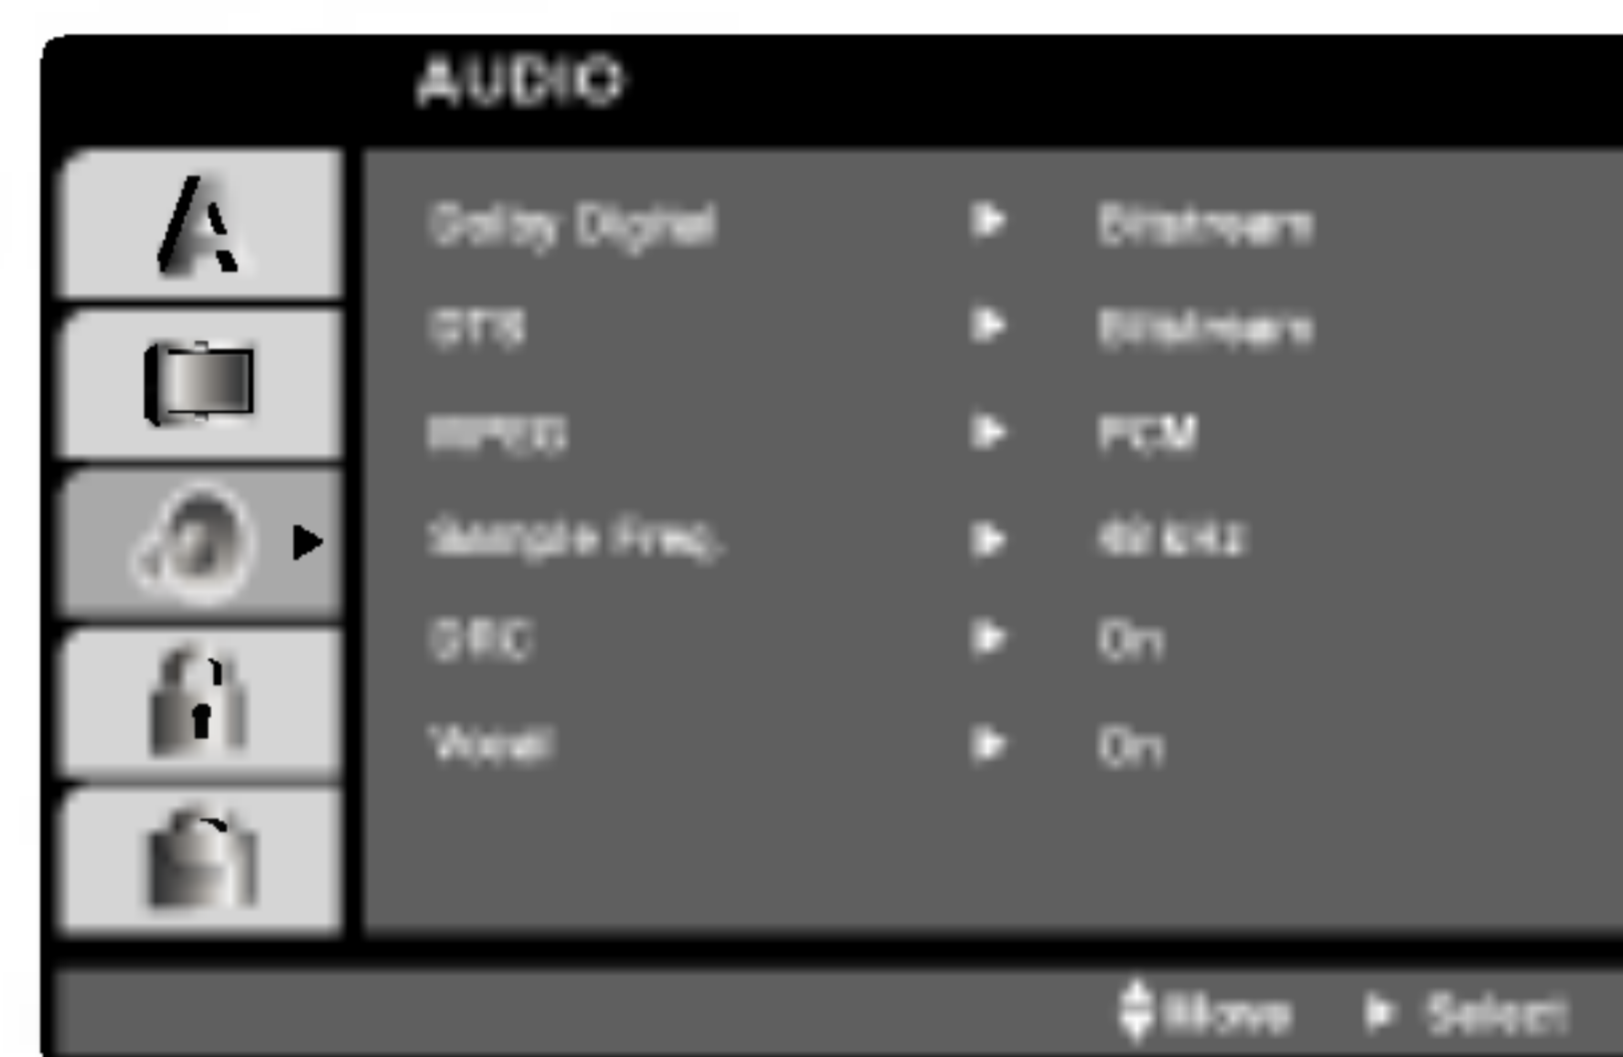 AUDIO
Dolby Digital Bitstream
DTS Bitstream
MPEG PCM
Sample Freq. 48 kHz
DRC On
Vocal On
Move Select